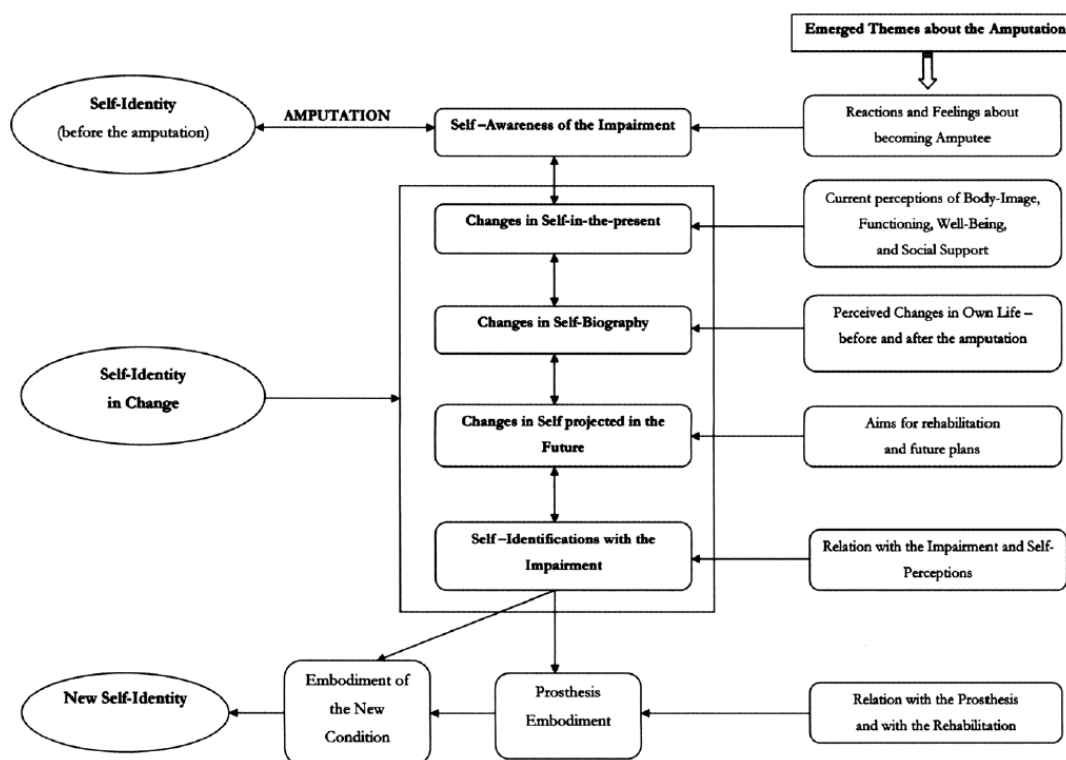 Emerged Themes about the Amputation
Self-Identity
(before the amputation)
AMPUTATION
Self –Awareness of the Impairment
Reactions and Feelings about
becoming Amputee
Changes in Self-in-the-present
Current perceptions of Body-Image,
Functioning, Well-Being,
and Social Support
Changes in Self-Biography
Perceived Changes in Own Life –
before and after the amputation
Self-Identity
in Change
Changes in Self projected in the
Future
Aims for rehabilitation
and future plans
Self –Identifications with the
Impairment
Relation with the Impairment and Self-
Perceptions
New Self-Identity
Embodiment of
the New
Condition
Prosthesis
Embodiment
Relation with the Prosthesis
and with the Rehabilitation